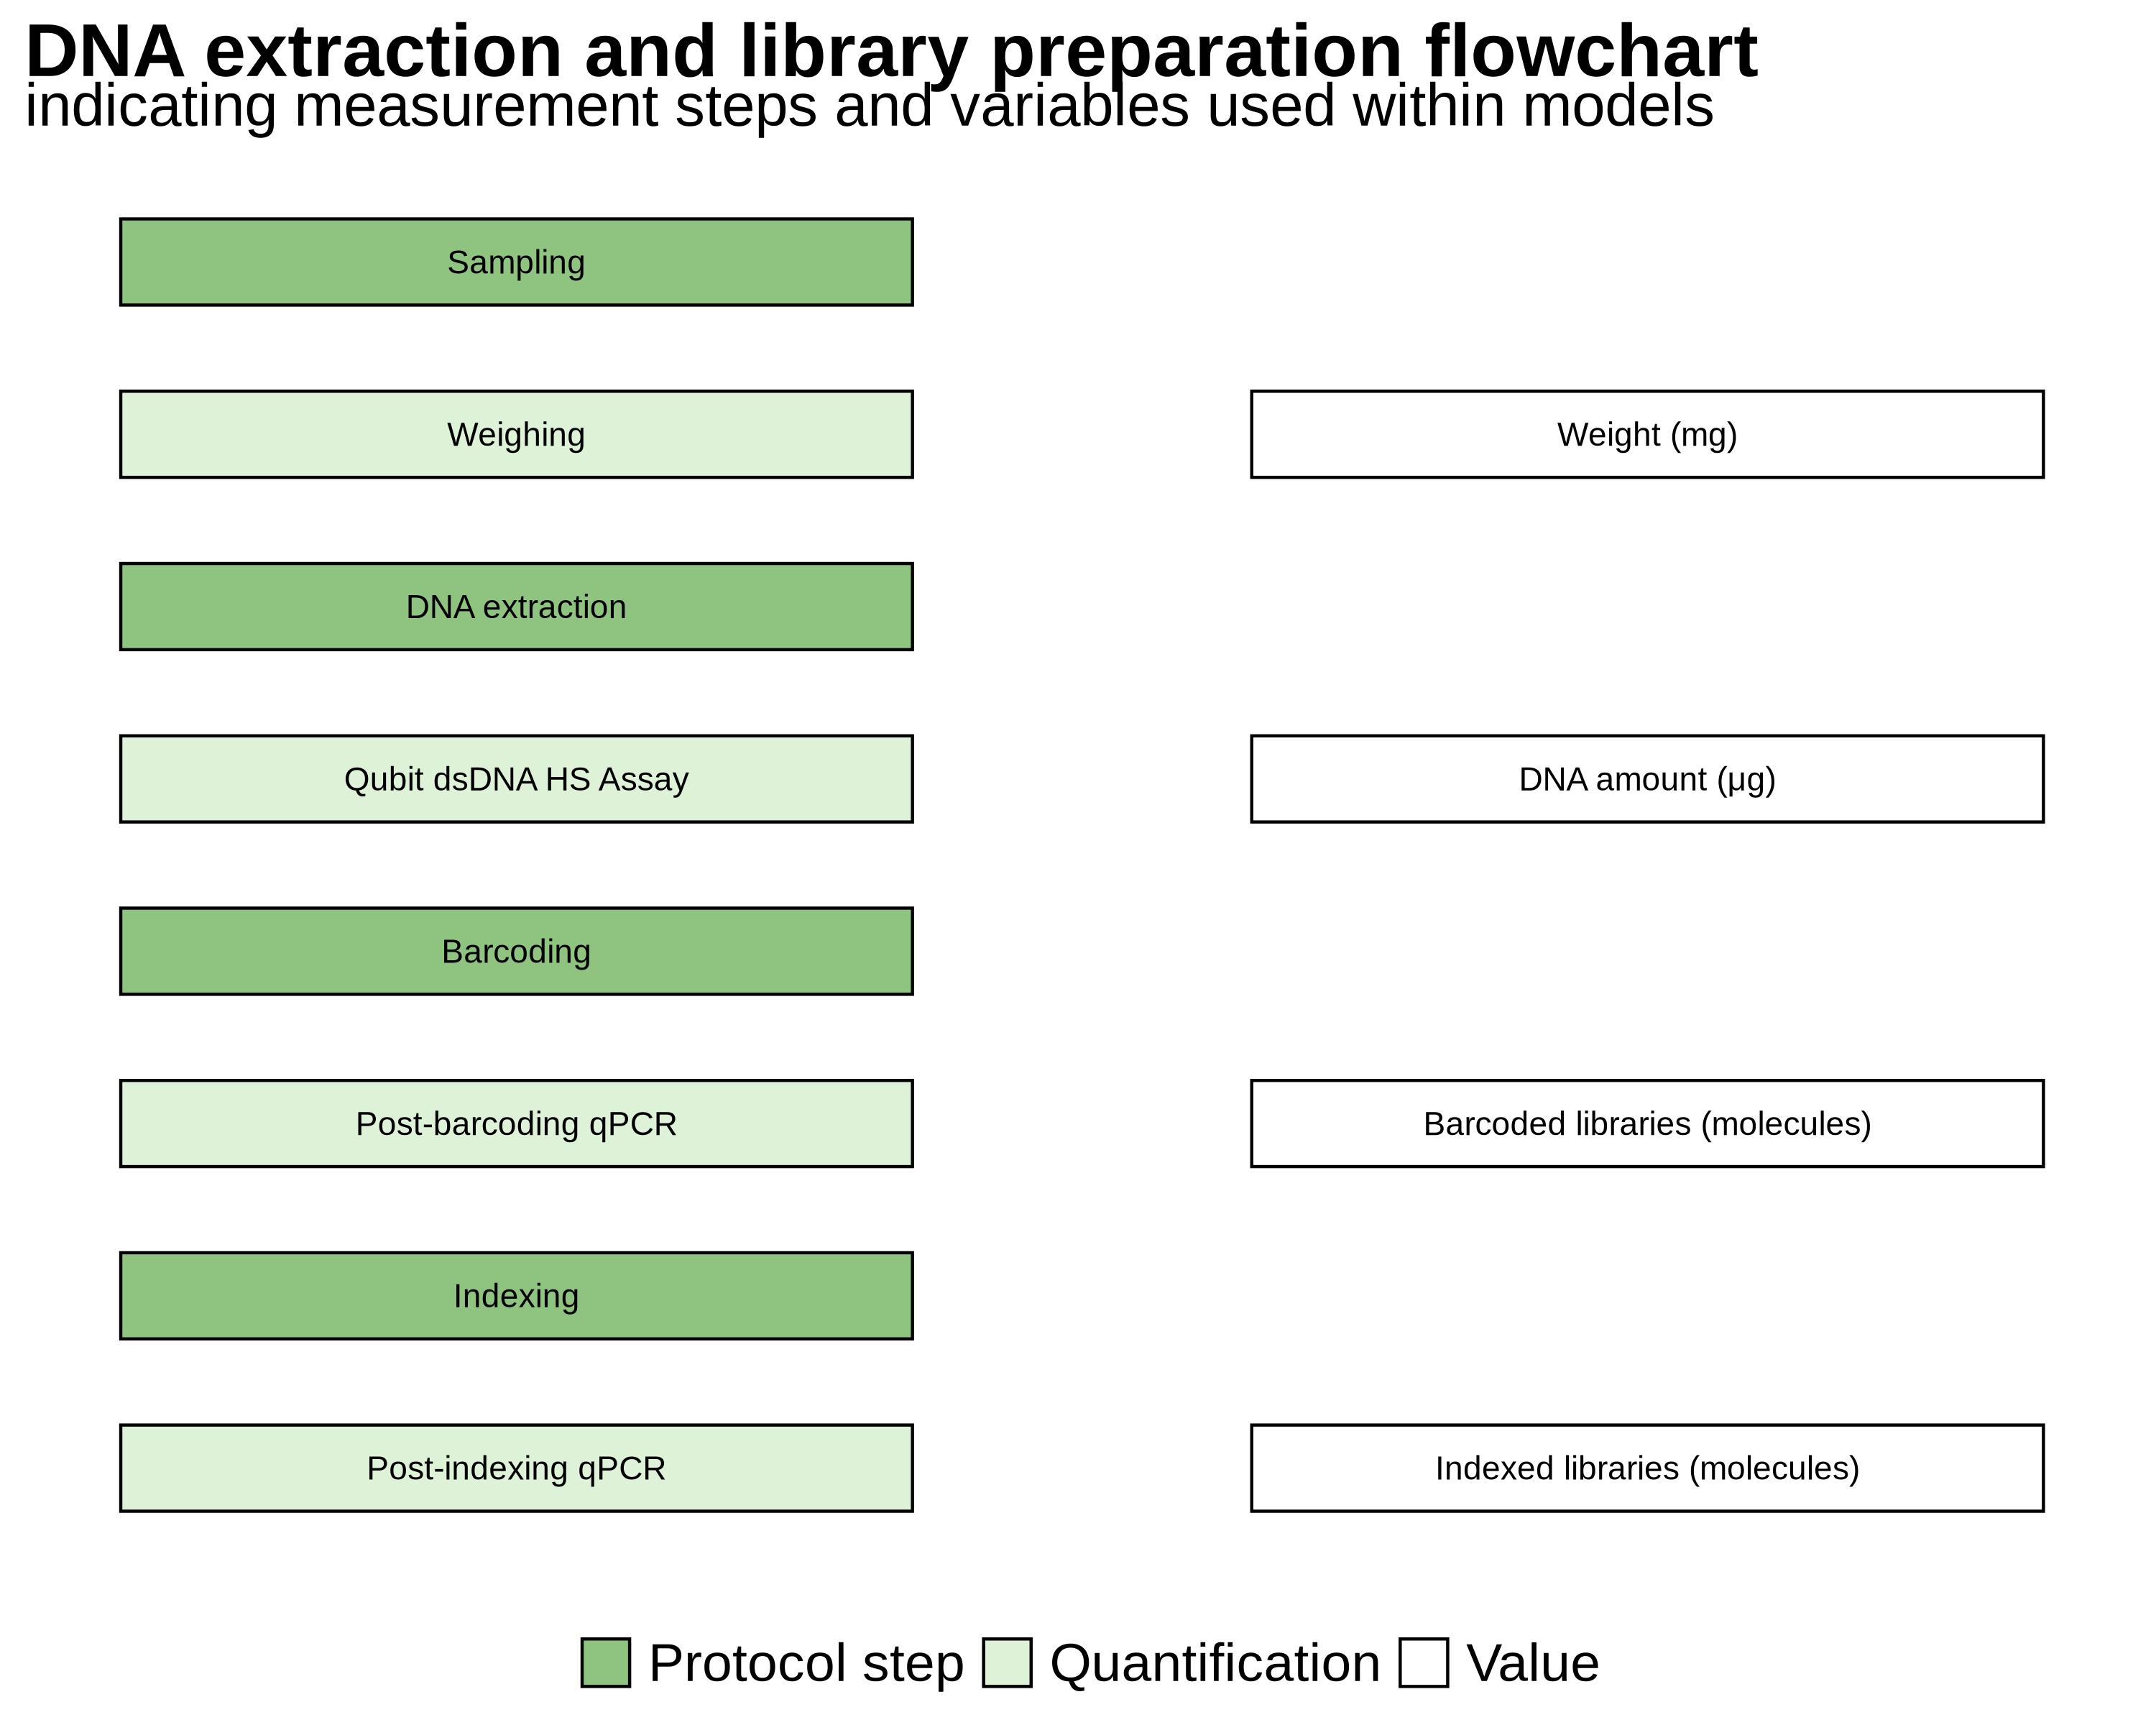 DNA extraction and library preparation flowchart
indicating measurement steps and variables used within models
Sampling
Weighing
Weight (mg)
DNA extraction
Qubit dsDNA HS Assay
DNA amount (μg)
Barcoding
Post-barcoding qPCR
Barcoded libraries (molecules)
Indexing
Post-indexing qPCR
Indexed libraries (molecules)
Protocol step
Quantification
Value